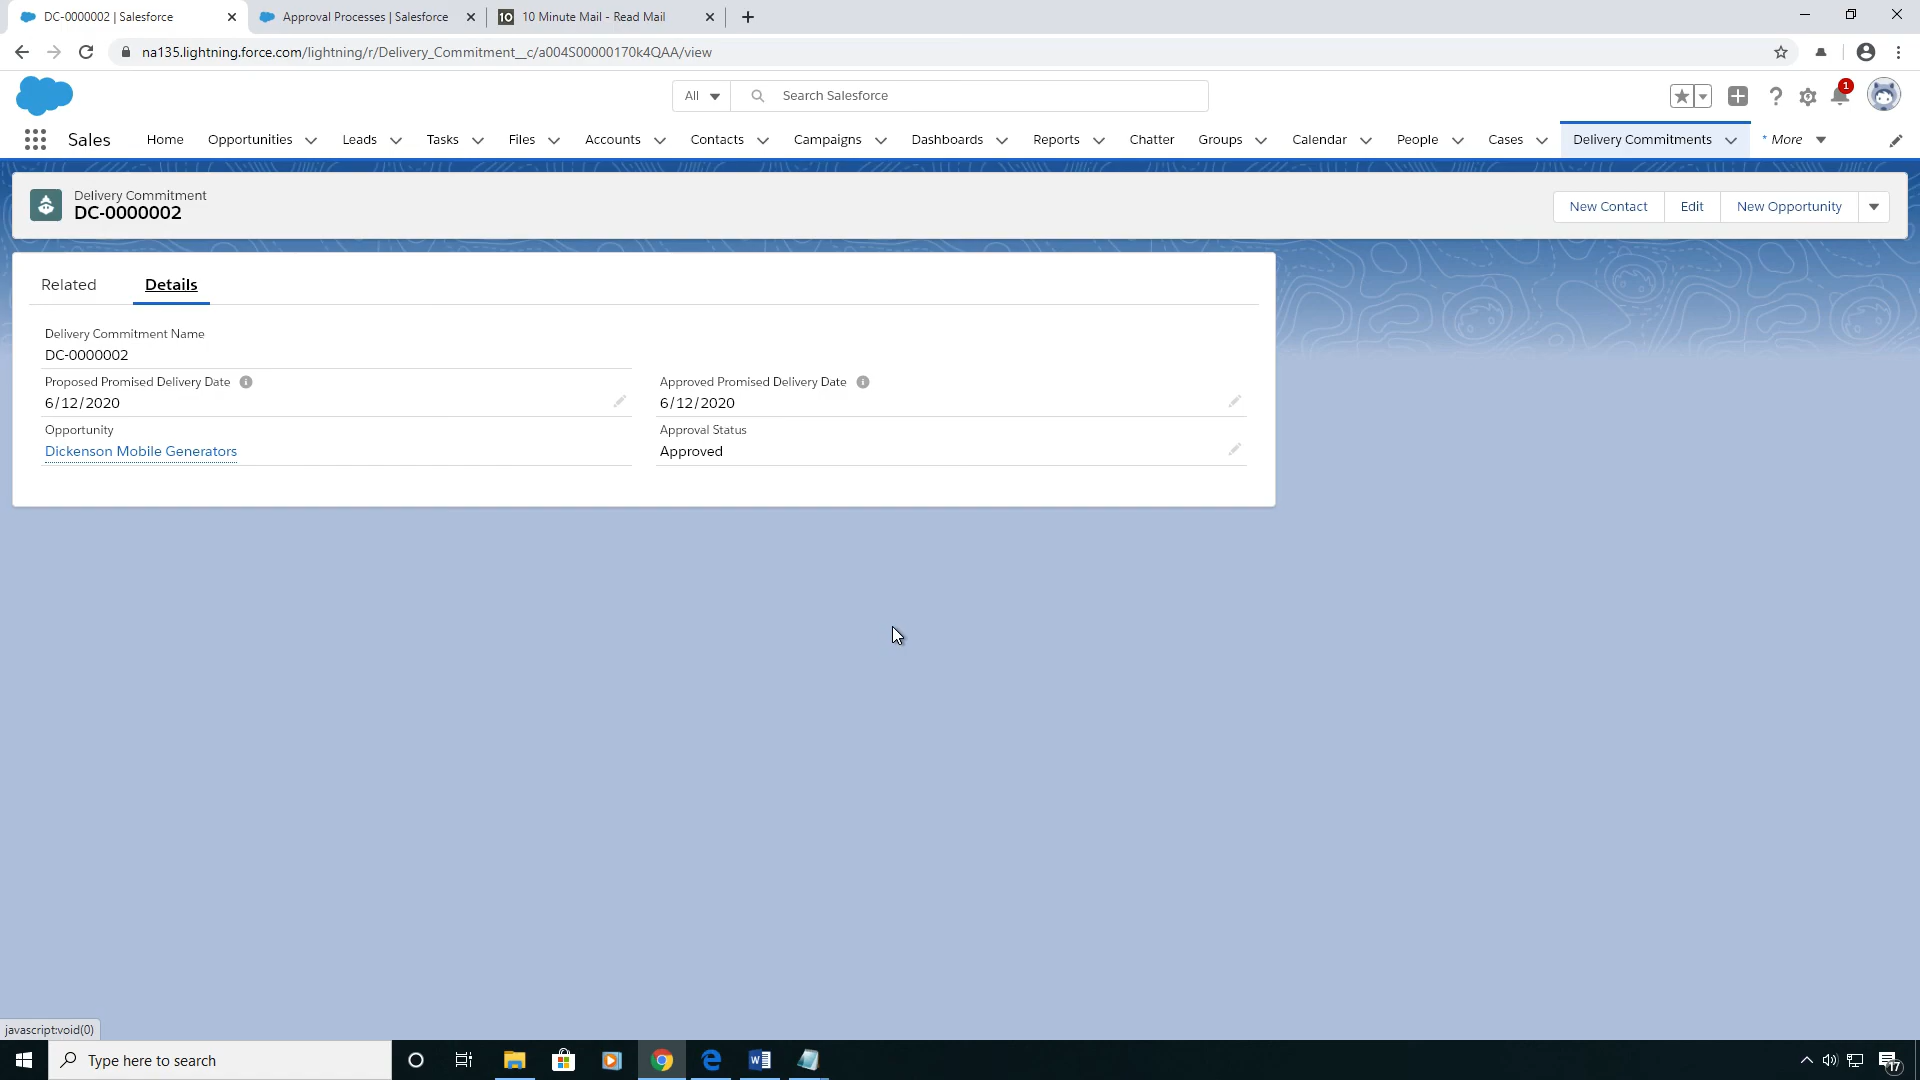 DC-0000002 | Salesforce
Approval Processes | Salesforce
10 10 Minute Mail - Read Mail
na135.lightning.force.com/lightning/r/Delivery_Commitment__c/a004S00000170k4QAA/view
All
Search Salesforce
1
Sales
Home
Opportunities
Leads
Tasks
Files
Accounts
Contacts
Campaigns
Dashboards
Reports
Chatter
Groups
Calendar
People
Cases
Delivery Commitments
* More
Delivery Commitment
DC-0000002
New Contact
Edit
New Opportunity
Related
Details
Delivery Commitment Name
DC-0000002
Proposed Promised Delivery Date
6/12/2020
Approved Promised Delivery Date
6/12/2020
Opportunity
Dickenson Mobile Generators
Approval Status
Approved
javascript:void(0)
Type here to search
17